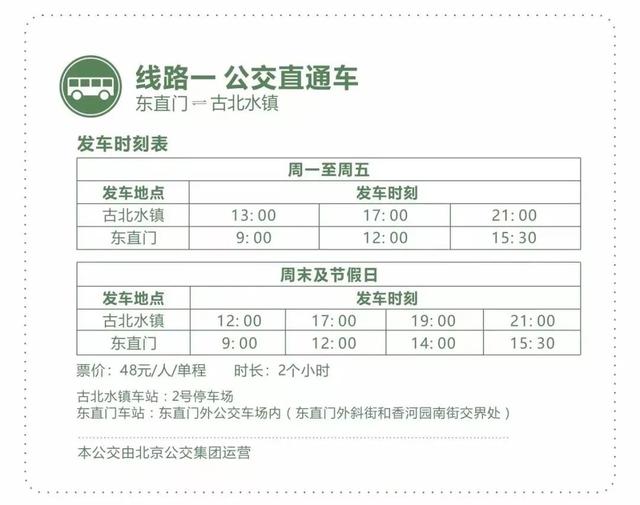 线路一 公交直通车
东直门⇌古北水镇
发车时刻表
周一至周五
发车地点 发车时刻
古北水镇 13:00 17:00 21:00
东直门 9:00 12:00 15:30
周末及节假日
发车地点 发车时刻
古北水镇 12:00 17:00 19:00 21:00
东直门 9:00 12:00 14:00 15:30
票价：48元/人/单程 时长：2个小时
古北水镇车站：2号停车场
东直门车站：东直门外公交车场内（东直门外斜街和香河园南街交界处）
本公交由北京公交集团运营